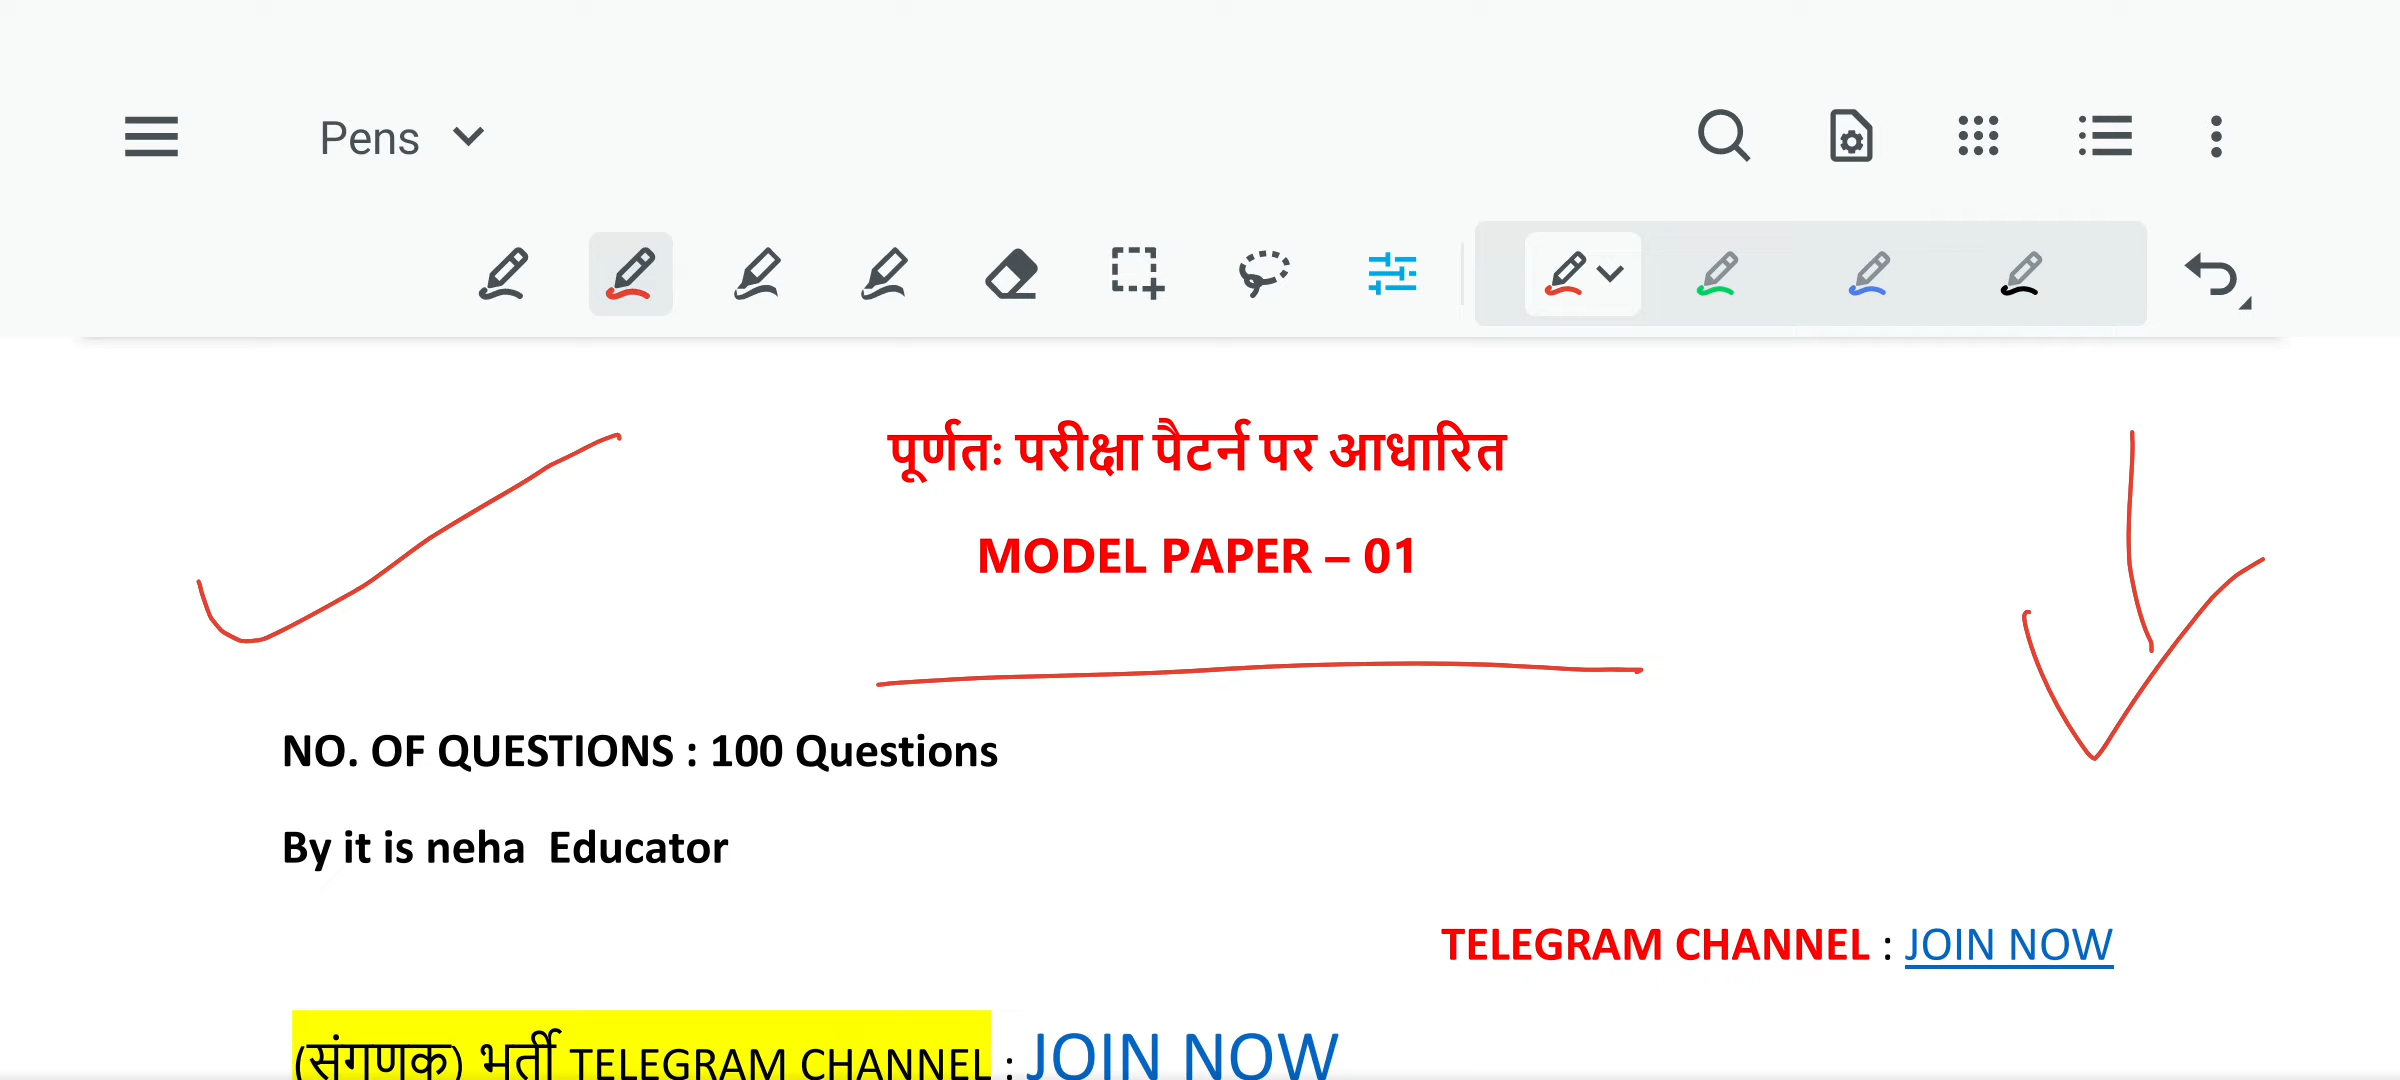 Pens
पूर्णतः परीक्षा पैटर्न पर आधारित
MODEL PAPER – 01
NO. OF QUESTIONS : 100 Questions
By it is neha  Educator
TELEGRAM CHANNEL : JOIN NOW
(संगणक) भर्ती TELEGRAM CHANNEL : JOIN NOW